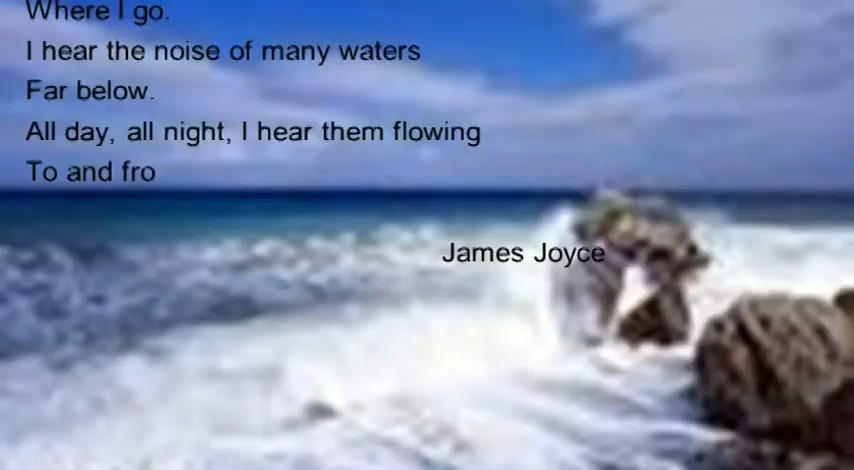 Where I go.
I hear the noise of many waters
Far below.
All day, all night, I hear them flowing
To and fro
James Joyce